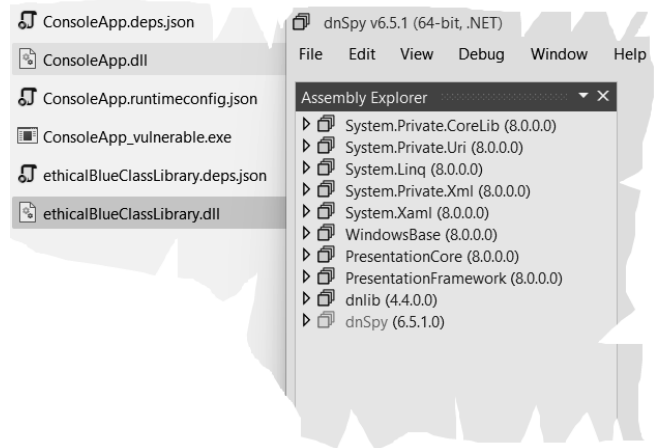 ConsoleApp.deps.json
ConsoleApp.dll
ConsoleApp.runtimeconfig.json
ConsoleApp_vulnerable.exe
ethicalBlueClassLibrary.deps.json
ethicalBlueClassLibrary.dll
dnSpy v6.5.1 (64-bit, .NET)
File Edit View Debug Window Help
Assembly Explorer
System.Private.CoreLib (8.0.0.0)
System.Private.Uri (8.0.0.0)
System.Linq (8.0.0.0)
System.Private.Xml (8.0.0.0)
System.Xaml (8.0.0.0)
WindowsBase (8.0.0.0)
PresentationCore (8.0.0.0)
PresentationFramework (8.0.0.0)
dnlib (4.4.0.0)
dnSpy (6.5.1.0)